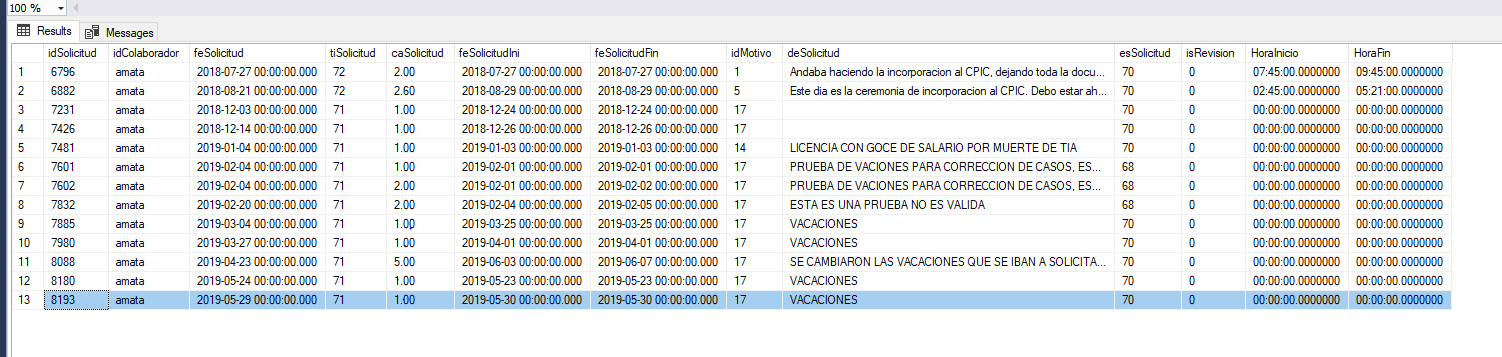 100 %
Results Messages
idSolicitud idColaborador feSolicitud tiSolicitud caSolicitud feSolicitudIni feSolicitudFin idMotivo deSolicitud esSolicitud isRevision HoraInicio HoraFin
1 6796 amata 2018-07-27 00:00:00.000 72 2.00 2018-07-27 00:00:00.000 2018-07-27 00:00:00.000 1 Andaba haciendo la incorporacion al CPIC, dejando toda la docu... 70 0 07:45:00.0000000 09:45:00.0000000
2 6882 amata 2018-08-21 00:00:00.000 72 2.60 2018-08-29 00:00:00.000 2018-08-29 00:00:00.000 5 Este dia es la ceremonia de incorporacion al CPIC. Debo estar ah... 70 0 02:45:00.0000000 05:21:00.0000000
3 7231 amata 2018-12-03 00:00:00.000 71 1.00 2018-12-24 00:00:00.000 2018-12-24 00:00:00.000 17 70 0 00:00:00.0000000 00:00:00.0000000
4 7426 amata 2018-12-14 00:00:00.000 71 1.00 2018-12-26 00:00:00.000 2018-12-26 00:00:00.000 17 70 0 00:00:00.0000000 00:00:00.0000000
5 7481 amata 2019-01-04 00:00:00.000 71 1.00 2019-01-03 00:00:00.000 2019-01-03 00:00:00.000 14 LICENCIA CON GOCE DE SALARIO POR MUERTE DE TIA 70 0 00:00:00.0000000 00:00:00.0000000
6 7601 amata 2019-02-04 00:00:00.000 71 1.00 2019-02-01 00:00:00.000 2019-02-01 00:00:00.000 17 PRUEBA DE VACIONES PARA CORRECCION DE CASOS, ES... 68 0 00:00:00.0000000 00:00:00.0000000
7 7602 amata 2019-02-04 00:00:00.000 71 2.00 2019-02-01 00:00:00.000 2019-02-02 00:00:00.000 17 PRUEBA DE VACIONES PARA CORRECCION DE CASOS, ES... 68 0 00:00:00.0000000 00:00:00.0000000
8 7832 amata 2019-02-20 00:00:00.000 71 2.00 2019-02-04 00:00:00.000 2019-02-05 00:00:00.000 17 ESTA ES UNA PRUEBA NO ES VALIDA 68 0 00:00:00.0000000 00:00:00.0000000
9 7885 amata 2019-03-04 00:00:00.000 71 1.00 2019-03-25 00:00:00.000 2019-03-25 00:00:00.000 17 VACACIONES 70 0 00:00:00.0000000 00:00:00.0000000
10 7980 amata 2019-03-27 00:00:00.000 71 1.00 2019-04-01 00:00:00.000 2019-04-01 00:00:00.000 17 VACACIONES 70 0 00:00:00.0000000 00:00:00.0000000
11 8088 amata 2019-04-23 00:00:00.000 71 5.00 2019-06-03 00:00:00.000 2019-06-07 00:00:00.000 17 SE CAMBIARON LAS VACACIONES QUE SE IBAN A SOLICITA... 70 0 00:00:00.0000000 00:00:00.0000000
12 8180 amata 2019-05-24 00:00:00.000 71 1.00 2019-05-23 00:00:00.000 2019-05-23 00:00:00.000 17 VACACIONES 70 0 00:00:00.0000000 00:00:00.0000000
13 8193 amata 2019-05-29 00:00:00.000 71 1.00 2019-05-30 00:00:00.000 2019-05-30 00:00:00.000 17 VACACIONES 70 0 00:00:00.0000000 00:00:00.0000000